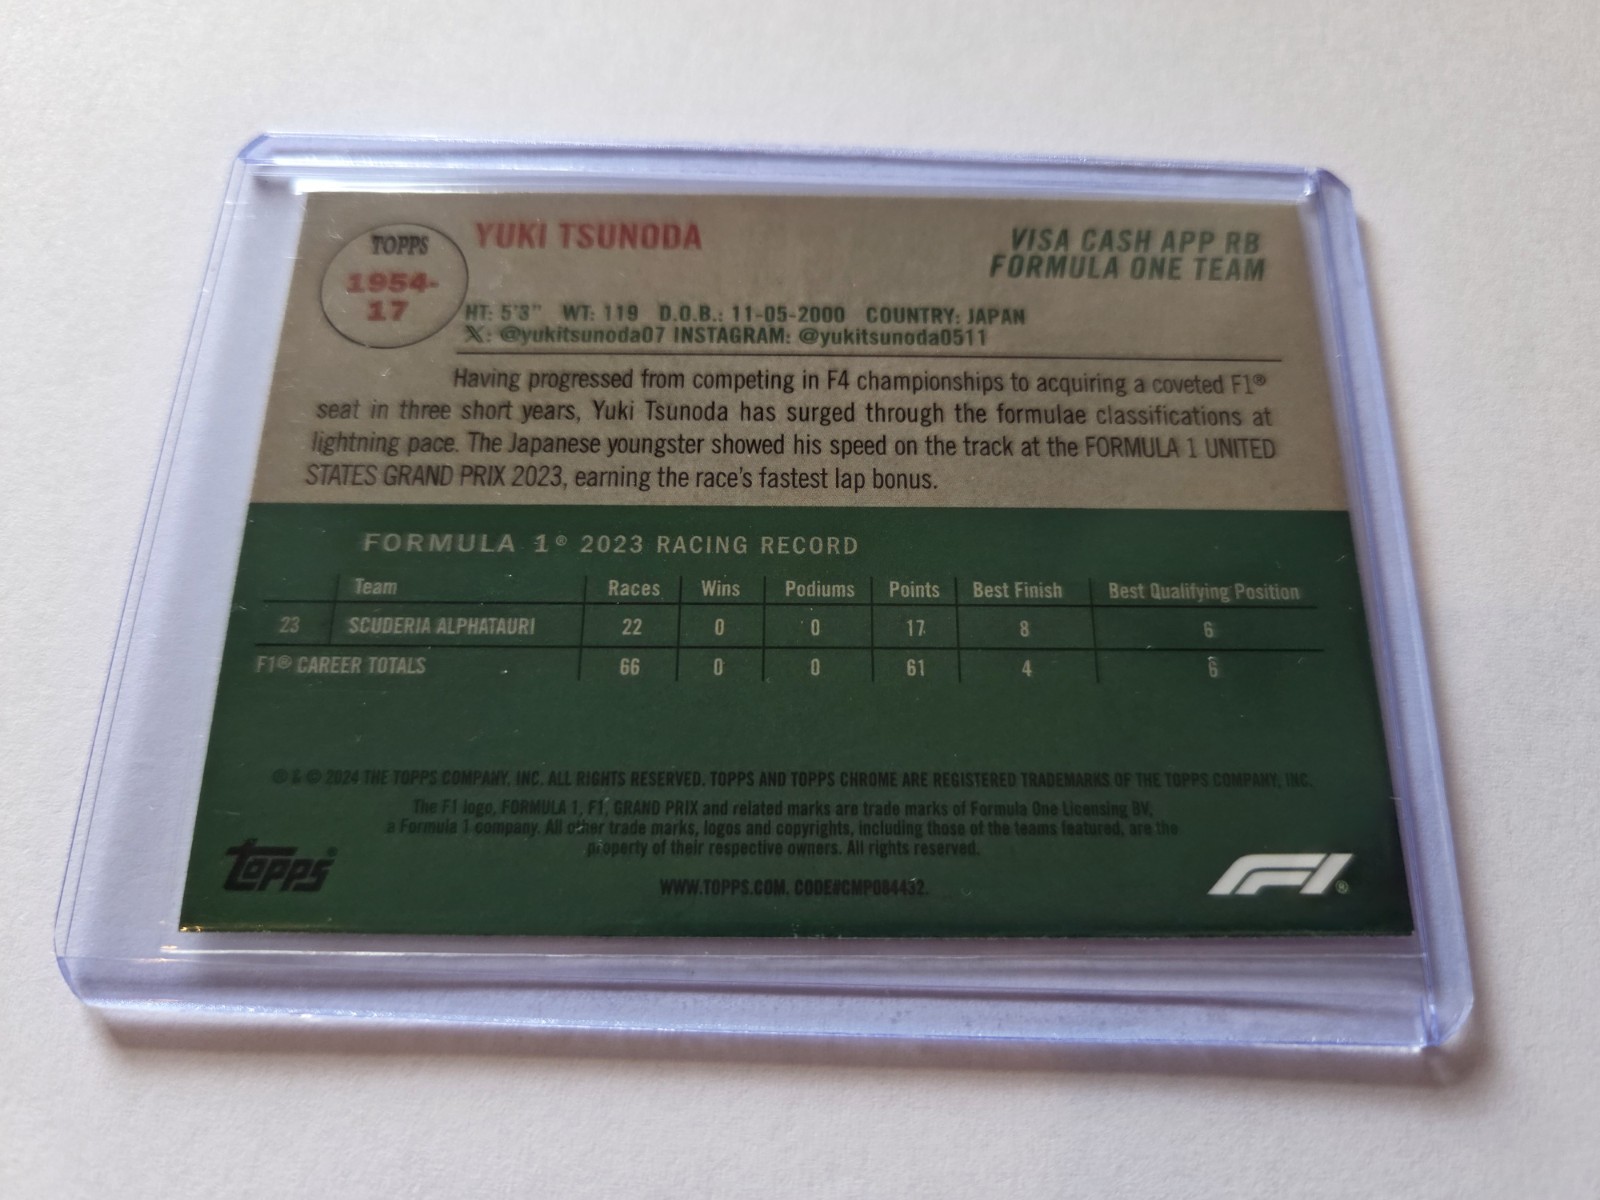 TOPPS
1954-
17
YUKI TSUNODA
VISA CASH APP RB
FORMULA ONE TEAM
HT: 5'3" WT: 119 D.O.B.: 11-05-2000 COUNTRY: JAPAN
𝕏: @yukitsunoda07 INSTAGRAM: @yukitsunoda0511
Having progressed from competing in F4 championships to acquiring a coveted F1®
seat in three short years, Yuki Tsunoda has surged through the formulae classifications at
lightning pace. The Japanese youngster showed his speed on the track at the FORMULA 1 UNITED
STATES GRAND PRIX 2023, earning the race's fastest lap bonus.
FORMULA 1® 2023 RACING RECORD
Team Races Wins Podiums Points Best Finish Best Qualifying Position
23 SCUDERIA ALPHATAURI 22 0 0 17 8 6
F1® CAREER TOTALS 66 0 0 61 4 6
® & © 2024 THE TOPPS COMPANY, INC. ALL RIGHTS RESERVED. TOPPS AND TOPPS CHROME ARE REGISTERED TRADEMARKS OF THE TOPPS COMPANY, INC.
The F1 logo, FORMULA 1, F1, GRAND PRIX and related marks are trade marks of Formula One Licensing BV,
a Formula 1 company. All other trade marks, logos and copyrights, including those of the teams featured, are the
property of their respective owners. All rights reserved.
WWW.TOPPS.COM. CODE#CMP084432.
topps®
F1®